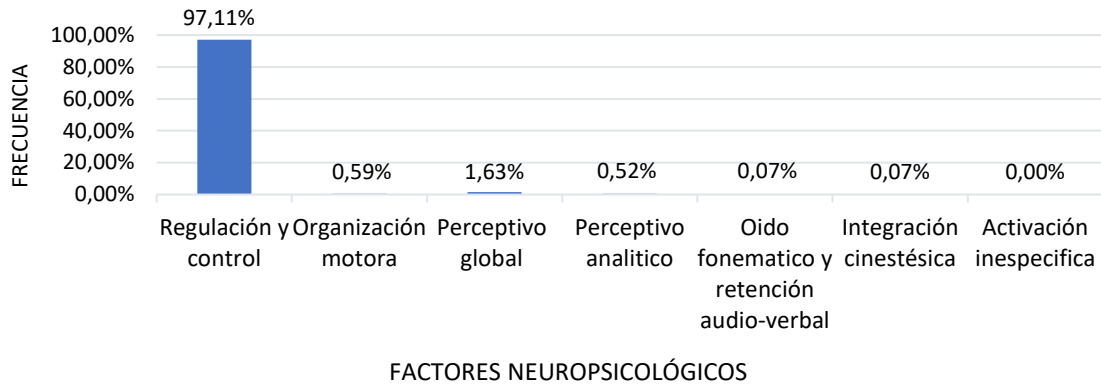 97,11%
100,00%
80,00%
60,00%
40,00%
20,00%
0,00%
FRECUENCIA
0,59%
1,63%
0,52%
0,07%
0,07%
0,00%
Regulación y
control
Organización
motora
Perceptivo
global
Perceptivo
analitico
Oido
fonematico y
retención
audio-verbal
Integración
cinestésica
Activación
inespecifica
FACTORES NEUROPSICOLÓGICOS